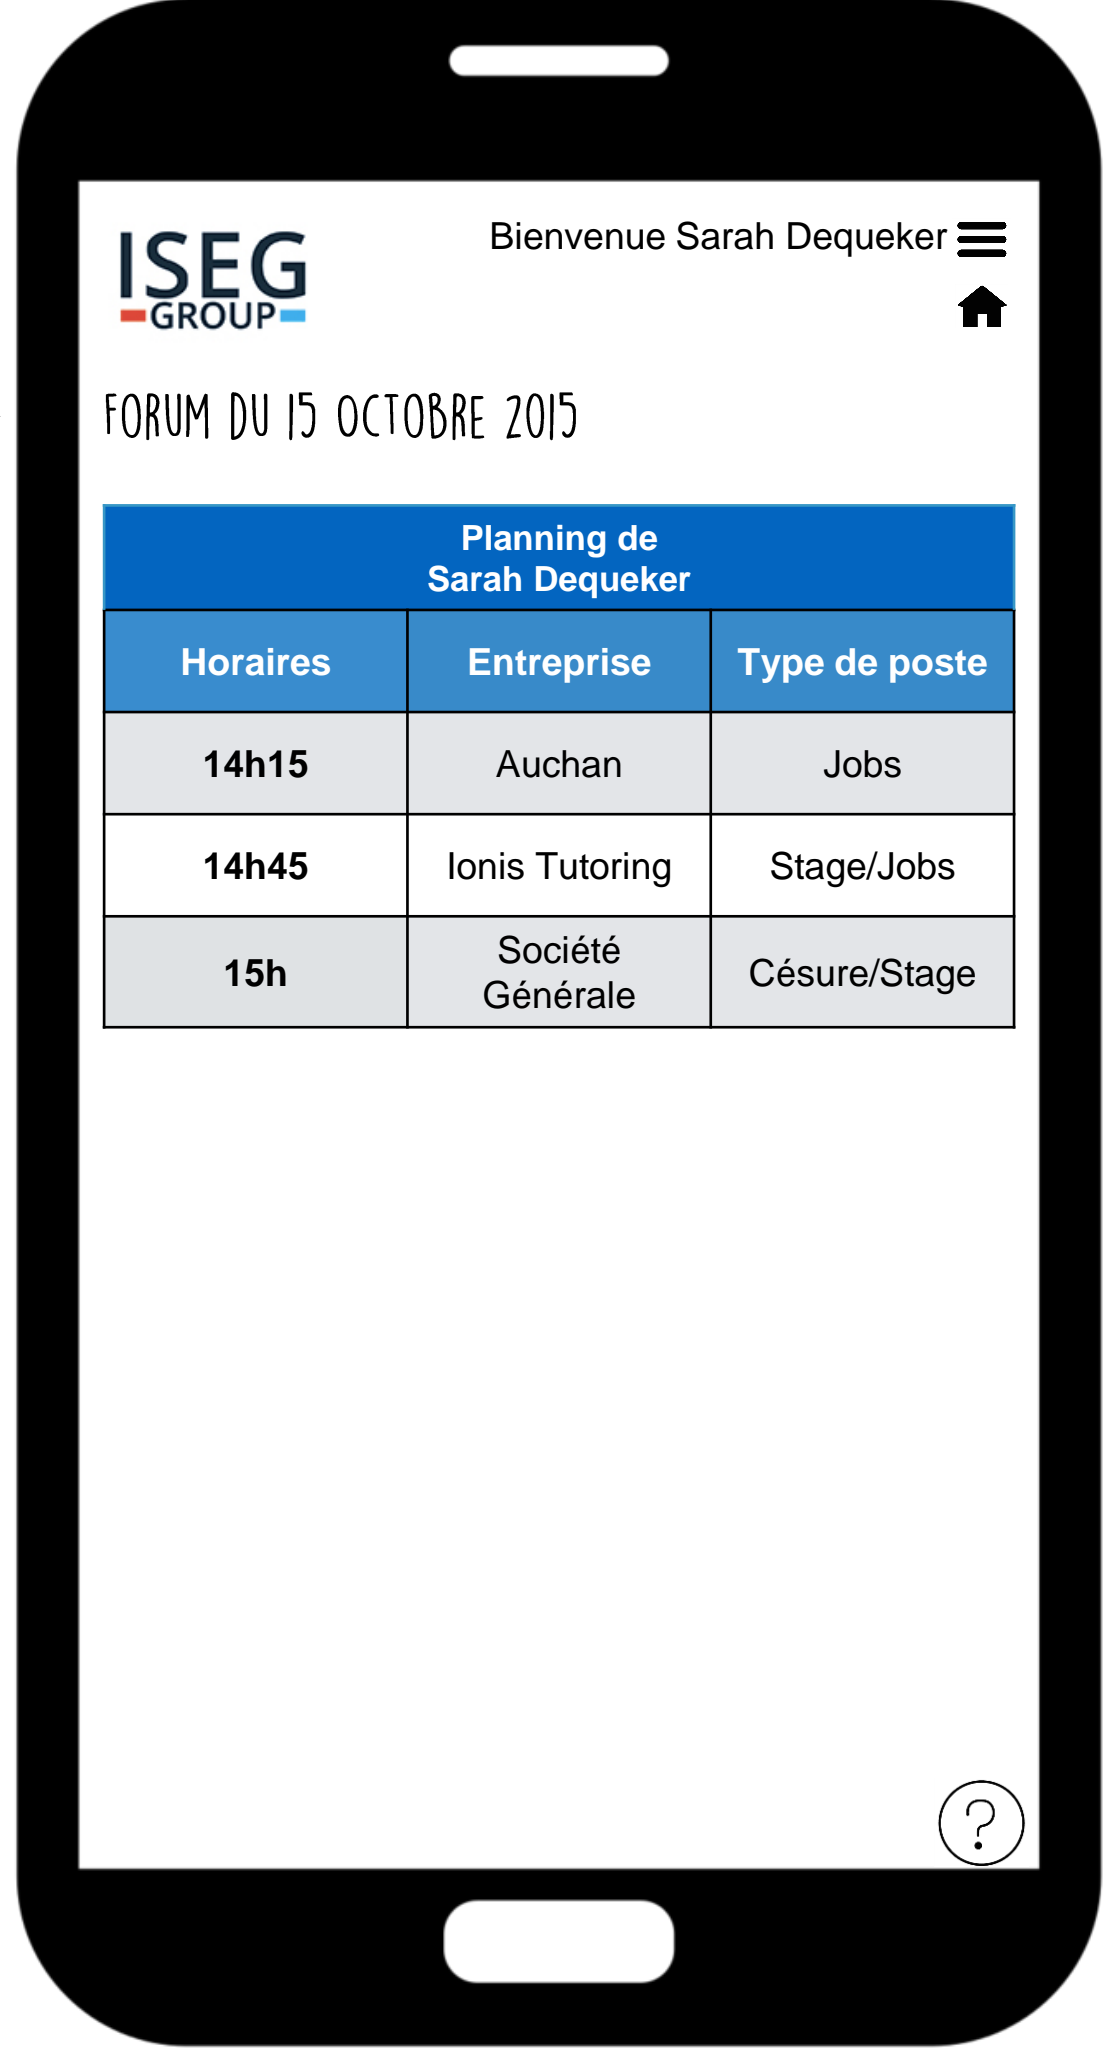 ISEG
GROUP
Bienvenue Sarah Dequeker
FORUM DU 15 OCTOBRE 2015
Planning de
Sarah Dequeker
Horaires Entreprise Type de poste
14h15 Auchan Jobs
14h45 Ionis Tutoring Stage/Jobs
15h Société Générale Césure/Stage
?